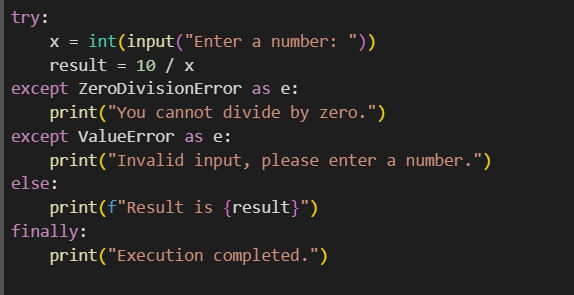 try:
    x = int(input("Enter a number: "))
    result = 10 / x
except ZeroDivisionError as e:
    print("You cannot divide by zero.")
except ValueError as e:
    print("Invalid input, please enter a number.")
else:
    print(f"Result is {result}")
finally:
    print("Execution completed.")